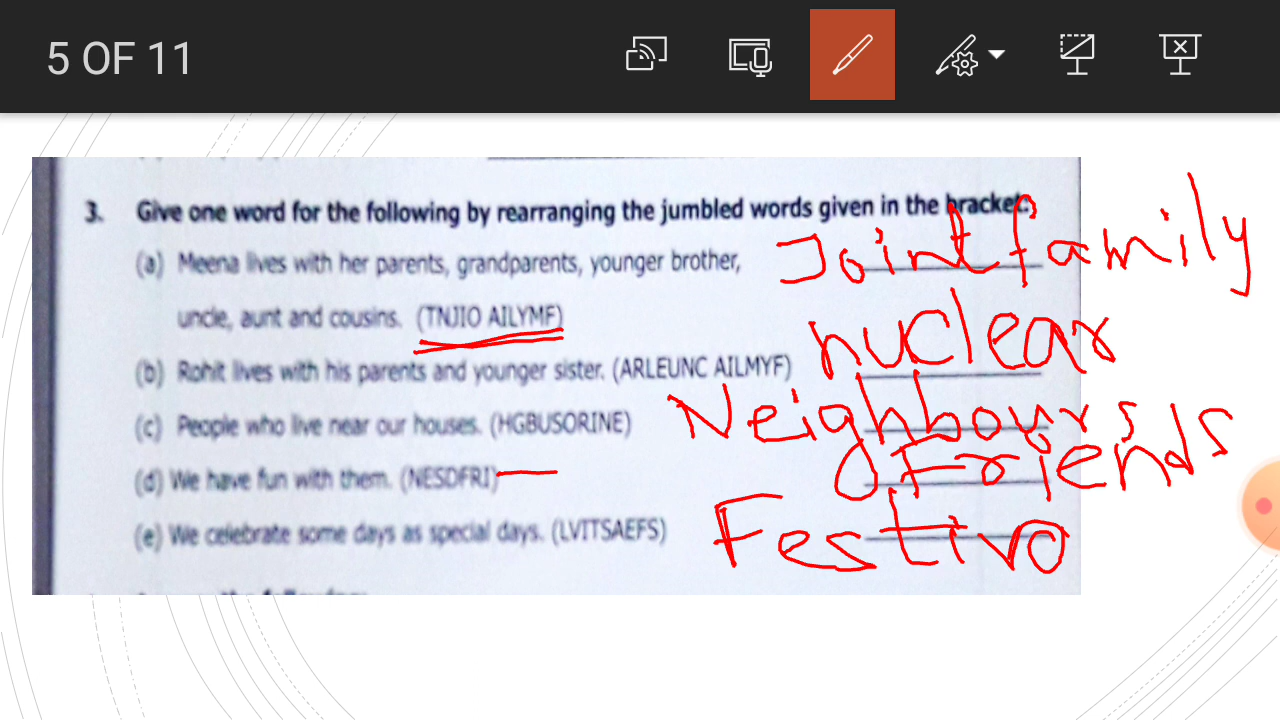 5 OF 11
3. Give one word for the following by rearranging the jumbled words given in the bracket:
(a) Meena lives with her parents, grandparents, younger brother, Joint family
uncle, aunt and cousins. (TNJIO AILYMF)
(b) Rohit lives with his parents and younger sister. (ARLEUNC AILMYF) nuclear
(c) People who live near our houses. (HGBUSORINE) Neighbours
(d) We have fun with them. (NESDFRI) Friends
(e) We celebrate some days as special days. (LVITSAEFS) Festiva